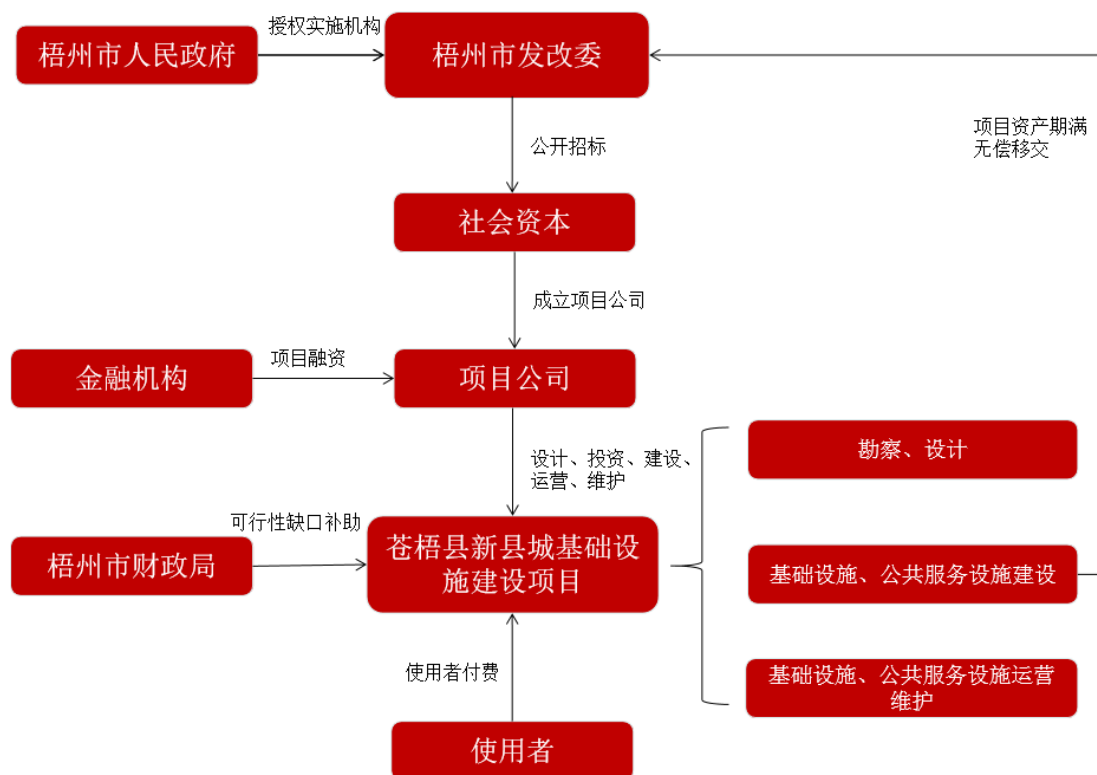 授权实施机构
梧州市人民政府
梧州市发改委
项目资产期满
无偿移交
公开招标
社会资本
成立项目公司
项目融资
金融机构
项目公司
设计、投资、建设、
运营、维护
勘察、设计
可行性缺口补助
梧州市财政局
苍梧县新县城基础设
施建设项目
基础设施、公共服务设施建设
使用者付费
基础设施、公共服务设施运营
维护
使用者